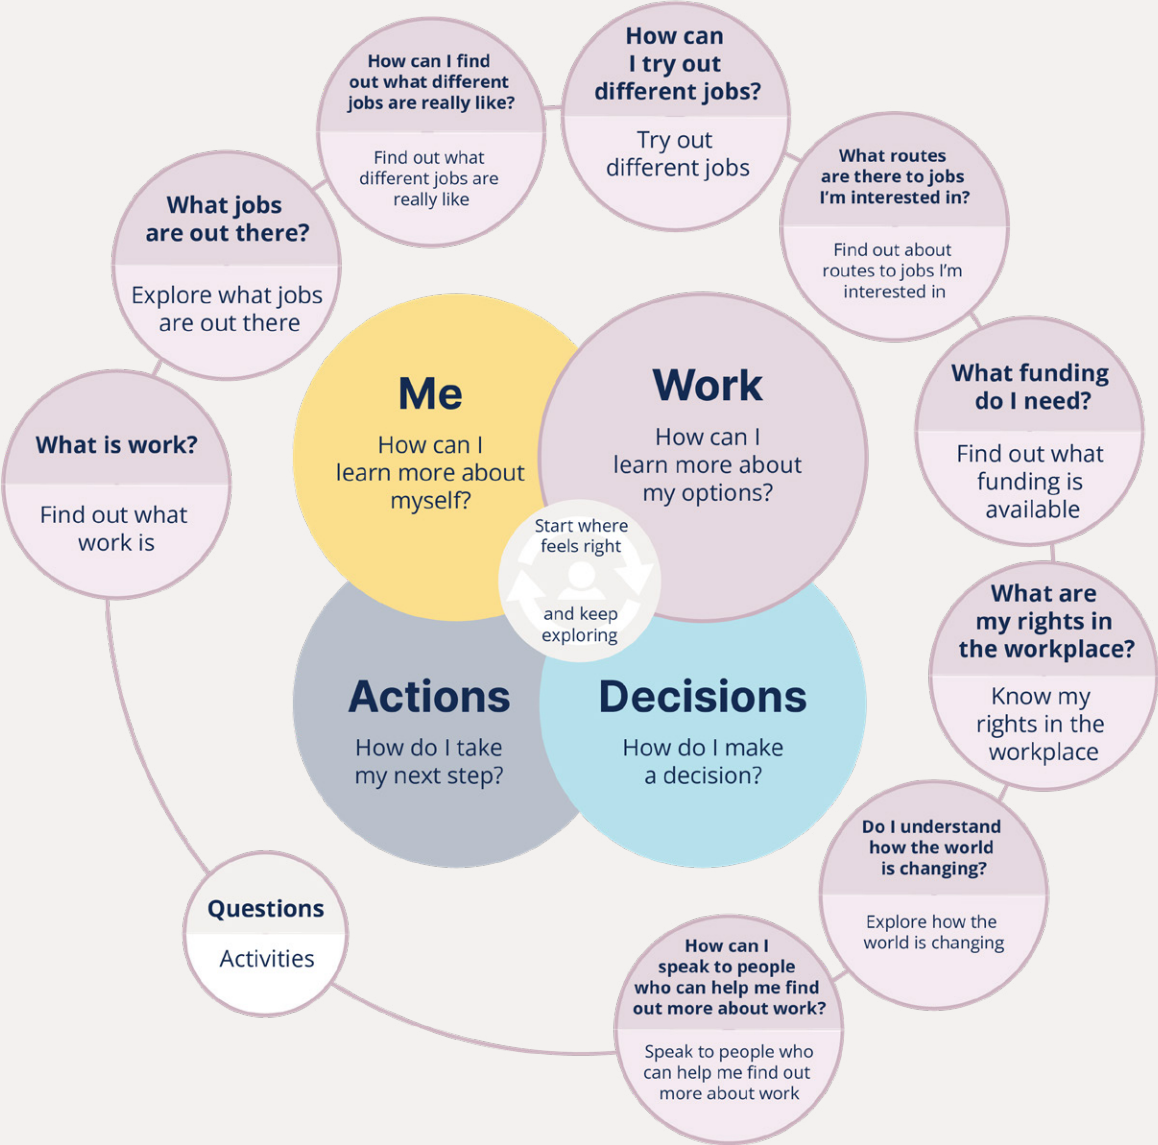 How can I find
out what different
jobs are really like?
Find out what
different jobs are
really like
How can
I try out
different jobs?
Try out
different jobs
What routes
are there to jobs
I'm interested in?
Find out about
routes to jobs I'm
interested in
What jobs
are out there?
Explore what jobs
are out there
What funding
do I need?
Find out what
funding is
available
What is work?
Find out what
work is
Me
How can I
learn more about
myself?
Work
How can I
learn more about
my options?
Start where
feels right
and keep
exploring
What are
my rights in
the workplace?
Know my
rights in the
workplace
Actions
How do I take
my next step?
Decisions
How do I make
a decision?
Do I understand
how the world
is changing?
Explore how the
world is changing
Questions
Activities
How can I
speak to people
who can help me find
out more about work?
Speak to people who
can help me find out
more about work